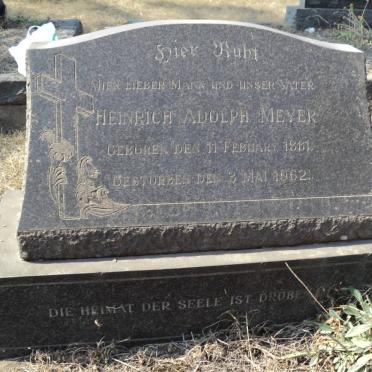 Hier Ruht
MEIN LIEBER MANN UND UNSER VATER
HEINRICH ADOLPH MEYER
GEBOREN DEN 11 FEBRUARY 1881.
GESTORBEN DEN 3 MAI 1962.
DIE HEIMAT DER SEELE IST DROBEN